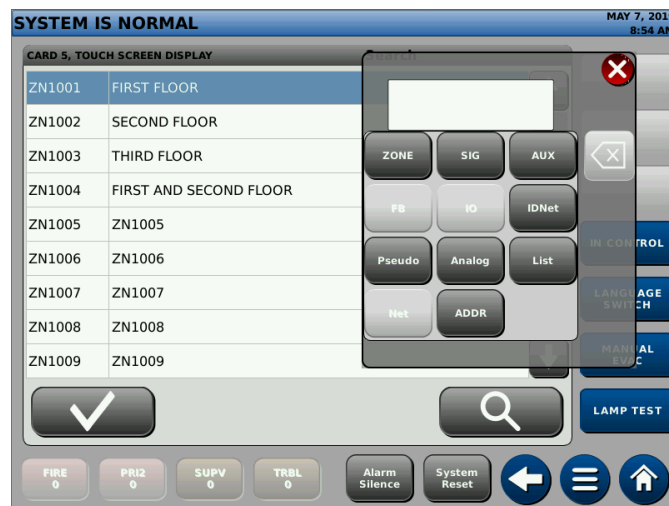 SYSTEM IS NORMAL
MAY 7, 201
8:54 AM
CARD 5, TOUCH SCREEN DISPLAY
Search
ZN1001 FIRST FLOOR
ZN1002 SECOND FLOOR
ZN1003 THIRD FLOOR
ZN1004 FIRST AND SECOND FLOOR
ZN1005 ZN1005
ZN1006 ZN1006
ZN1007 ZN1007
ZN1008 ZN1008
ZN1009 ZN1009
ZONE SIG AUX
FB IO IDNet
Pseudo Analog List
Net ADDR
IN CONTROL
LANGUAGE
SWITCH
MANUAL
EVAC
LAMP TEST
FIRE
0
PRI2
0
SUPV
0
TRBL
0
Alarm
Silence
System
Reset